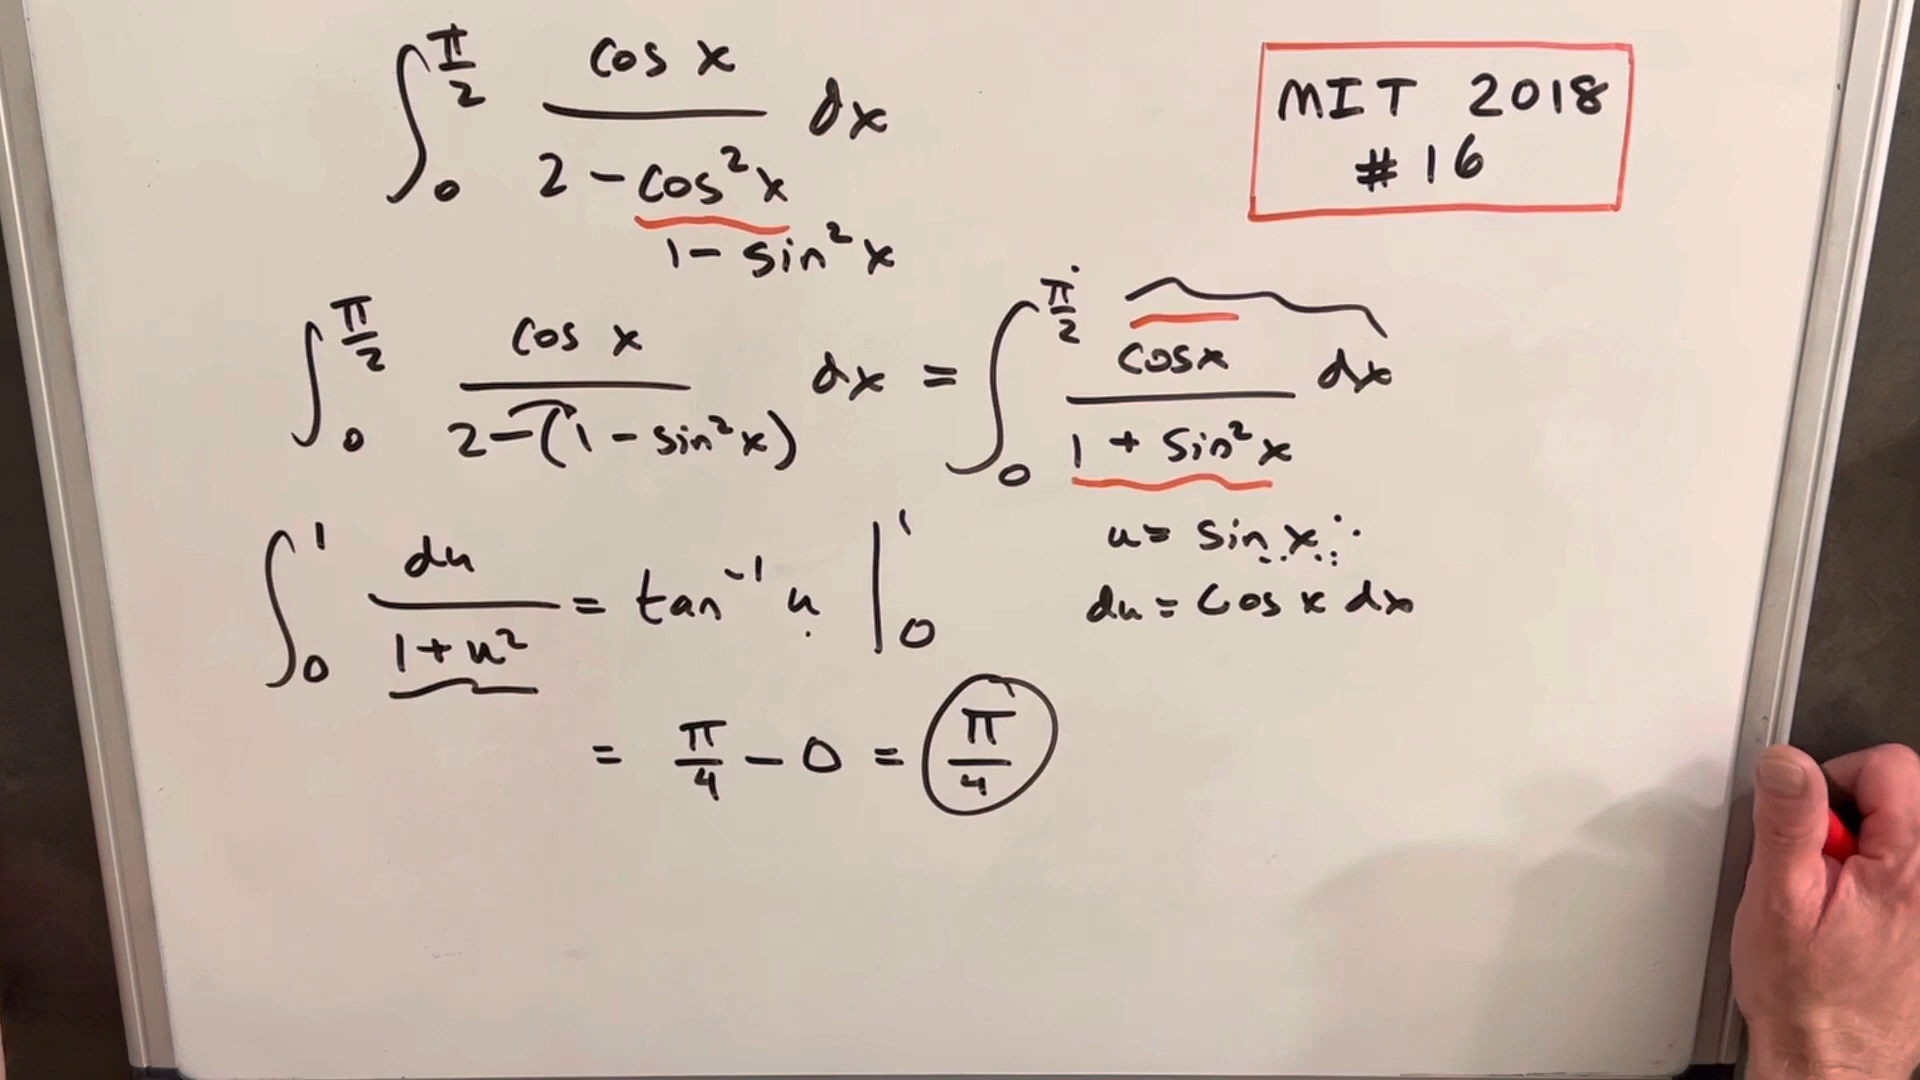 ∫₀^(π/2) cos x / (2 − cos²x) dx
MIT 2018
#16
1 − sin²x
∫₀^(π/2) cos x / (2 − (1 − sin²x)) dx = ∫₀^(π/2) cosx / (1 + sin²x) dx
u = sin x
du = cos x dx
∫₀¹ du / (1 + u²) = tan⁻¹ u |₀¹
= π/4 − 0 = π/4